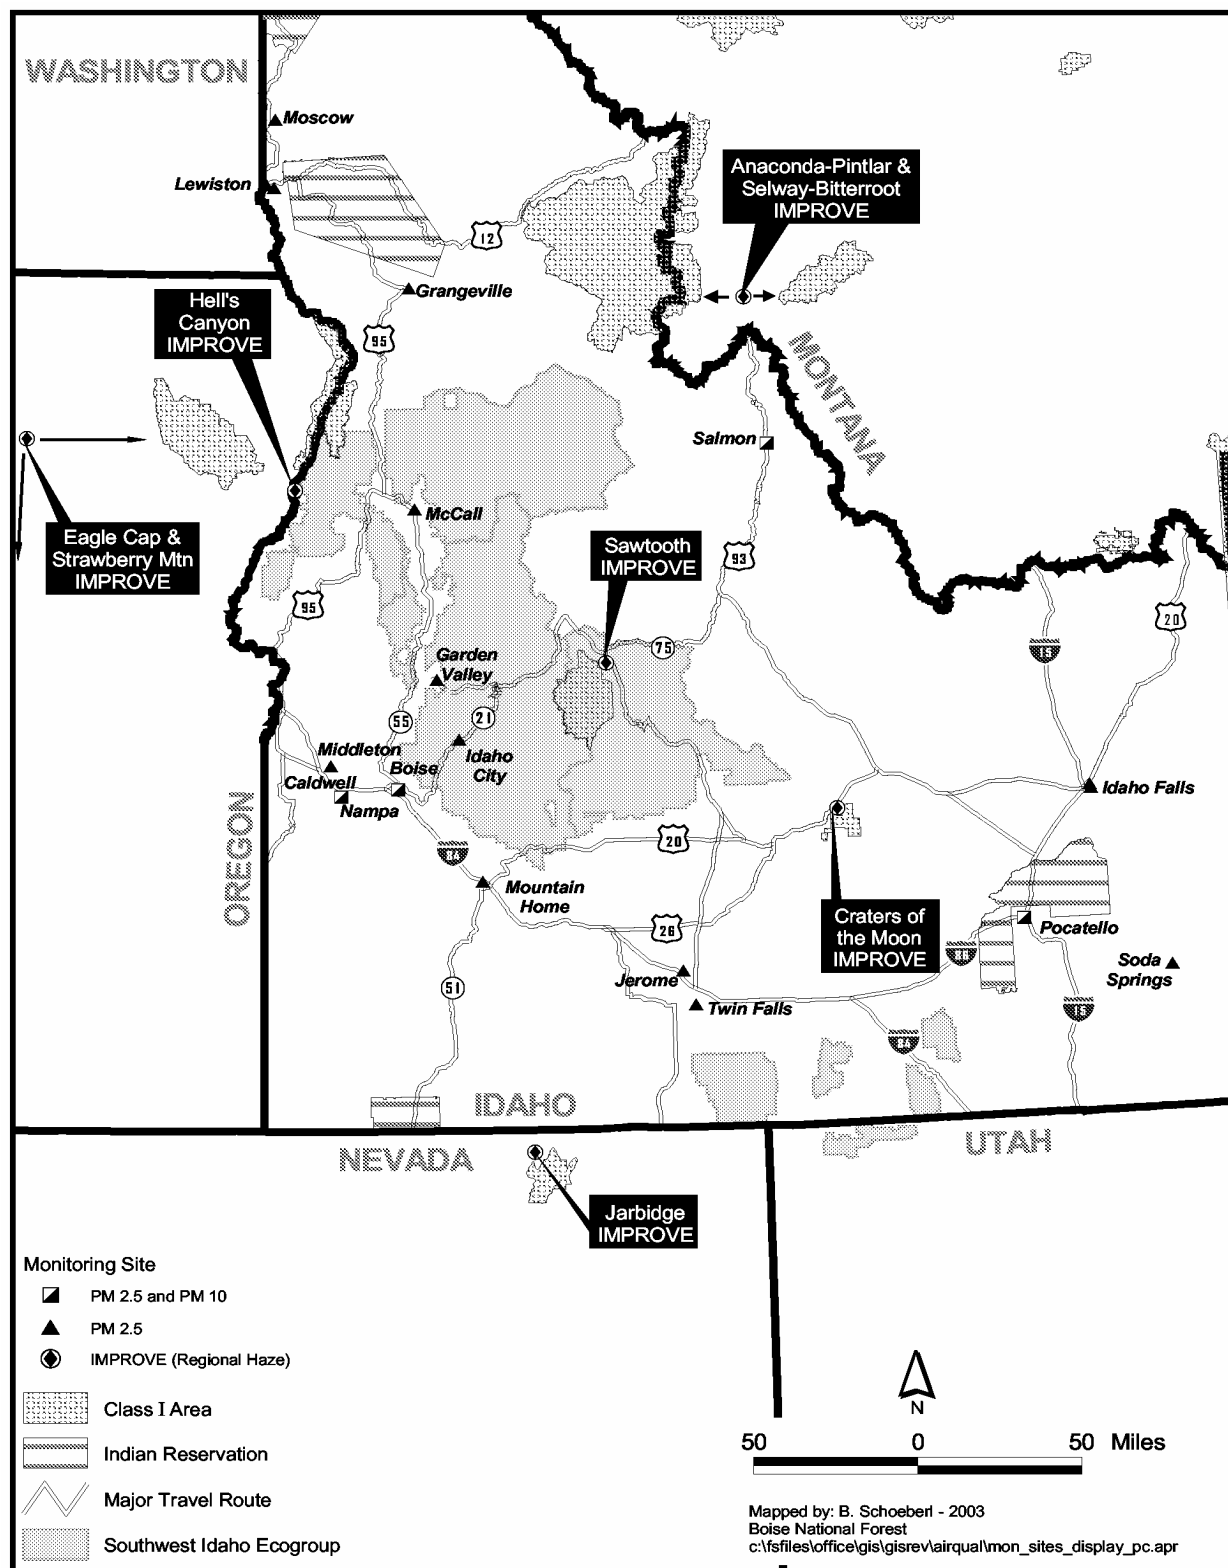 WASHINGTON
Moscow
Lewiston
Anaconda-Pintlar &
Selway-Bitterroot
IMPROVE
12
Grangeville
Hell's
Canyon
IMPROVE
95
MONTANA
Salmon
McCall
Eagle Cap &
Strawberry Mtn
IMPROVE
Sawtooth
IMPROVE
93
95
20
75
15
Garden
Valley
55
21
Middleton
Idaho
City
Boise
Caldwell
Nampa
Idaho Falls
OREGON
84
20
Mountain
Home
Craters of
the Moon
IMPROVE
26
Pocatello
86
Soda
Springs
Jerome
51
Twin Falls
15
84
IDAHO
NEVADA
UTAH
Jarbidge
IMPROVE
Monitoring Site
PM 2.5 and PM 10
PM 2.5
IMPROVE (Regional Haze)
Class I Area
Indian Reservation
Major Travel Route
Southwest Idaho Ecogroup
N
50 0 50 Miles
Mapped by: B. Schoeberl - 2003
Boise National Forest
c:\fsfiles\office\gis\gisrev\airqual\mon_sites_display_pc.apr